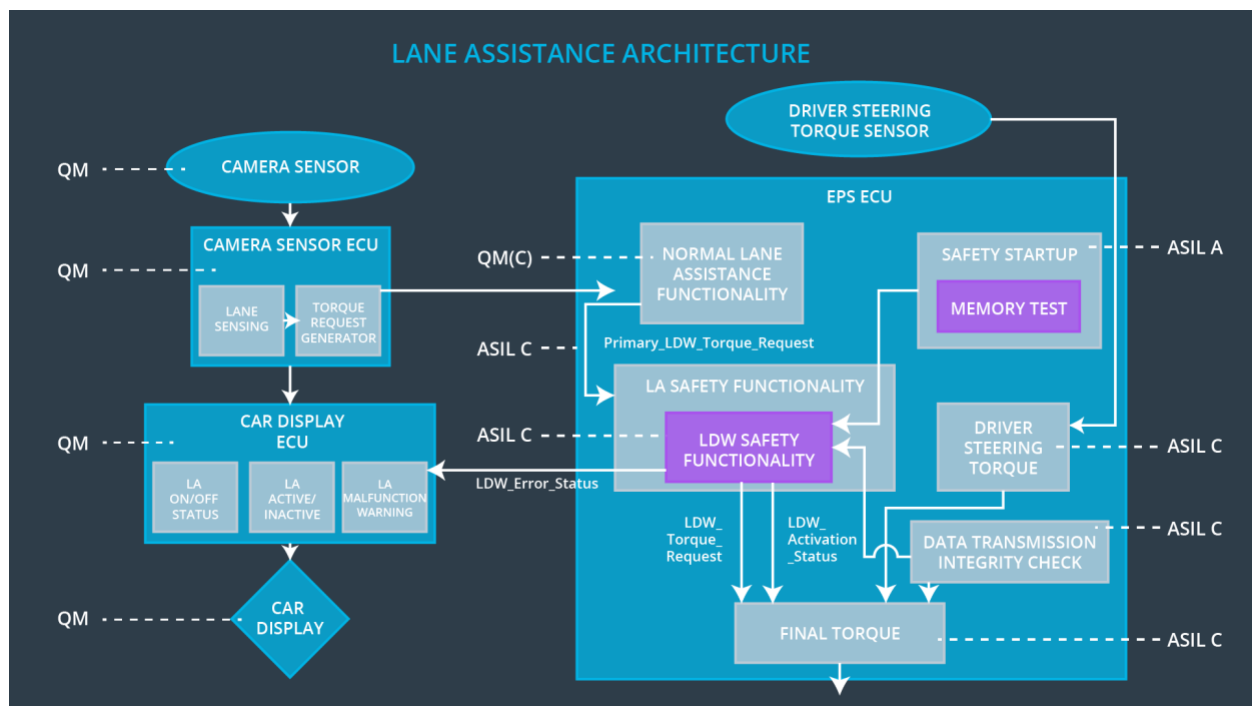 LANE ASSISTANCE ARCHITECTURE
DRIVER STEERING
TORQUE SENSOR
QM
CAMERA SENSOR
EPS ECU
QM
CAMERA SENSOR ECU
LANE
SENSING
TORQUE
REQUEST
GENERATOR
QM(C)
NORMAL LANE
ASSISTANCE
FUNCTIONALITY
SAFETY STARTUP
MEMORY TEST
ASIL A
ASIL C
Primary_LDW_Torque_Request
LA SAFETY FUNCTIONALITY
ASIL C
LDW SAFETY
FUNCTIONALITY
DRIVER
STEERING
TORQUE
ASIL C
QM
CAR DISPLAY
ECU
LA
ON/OFF
STATUS
LA
ACTIVE/
INACTIVE
LA
MALFUNCTION
WARNING
LDW_Error_Status
LDW_
Torque_
Request
LDW_
Activation
_Status
DATA TRANSMISSION
INTEGRITY CHECK
ASIL C
QM
CAR
DISPLAY
FINAL TORQUE
ASIL C